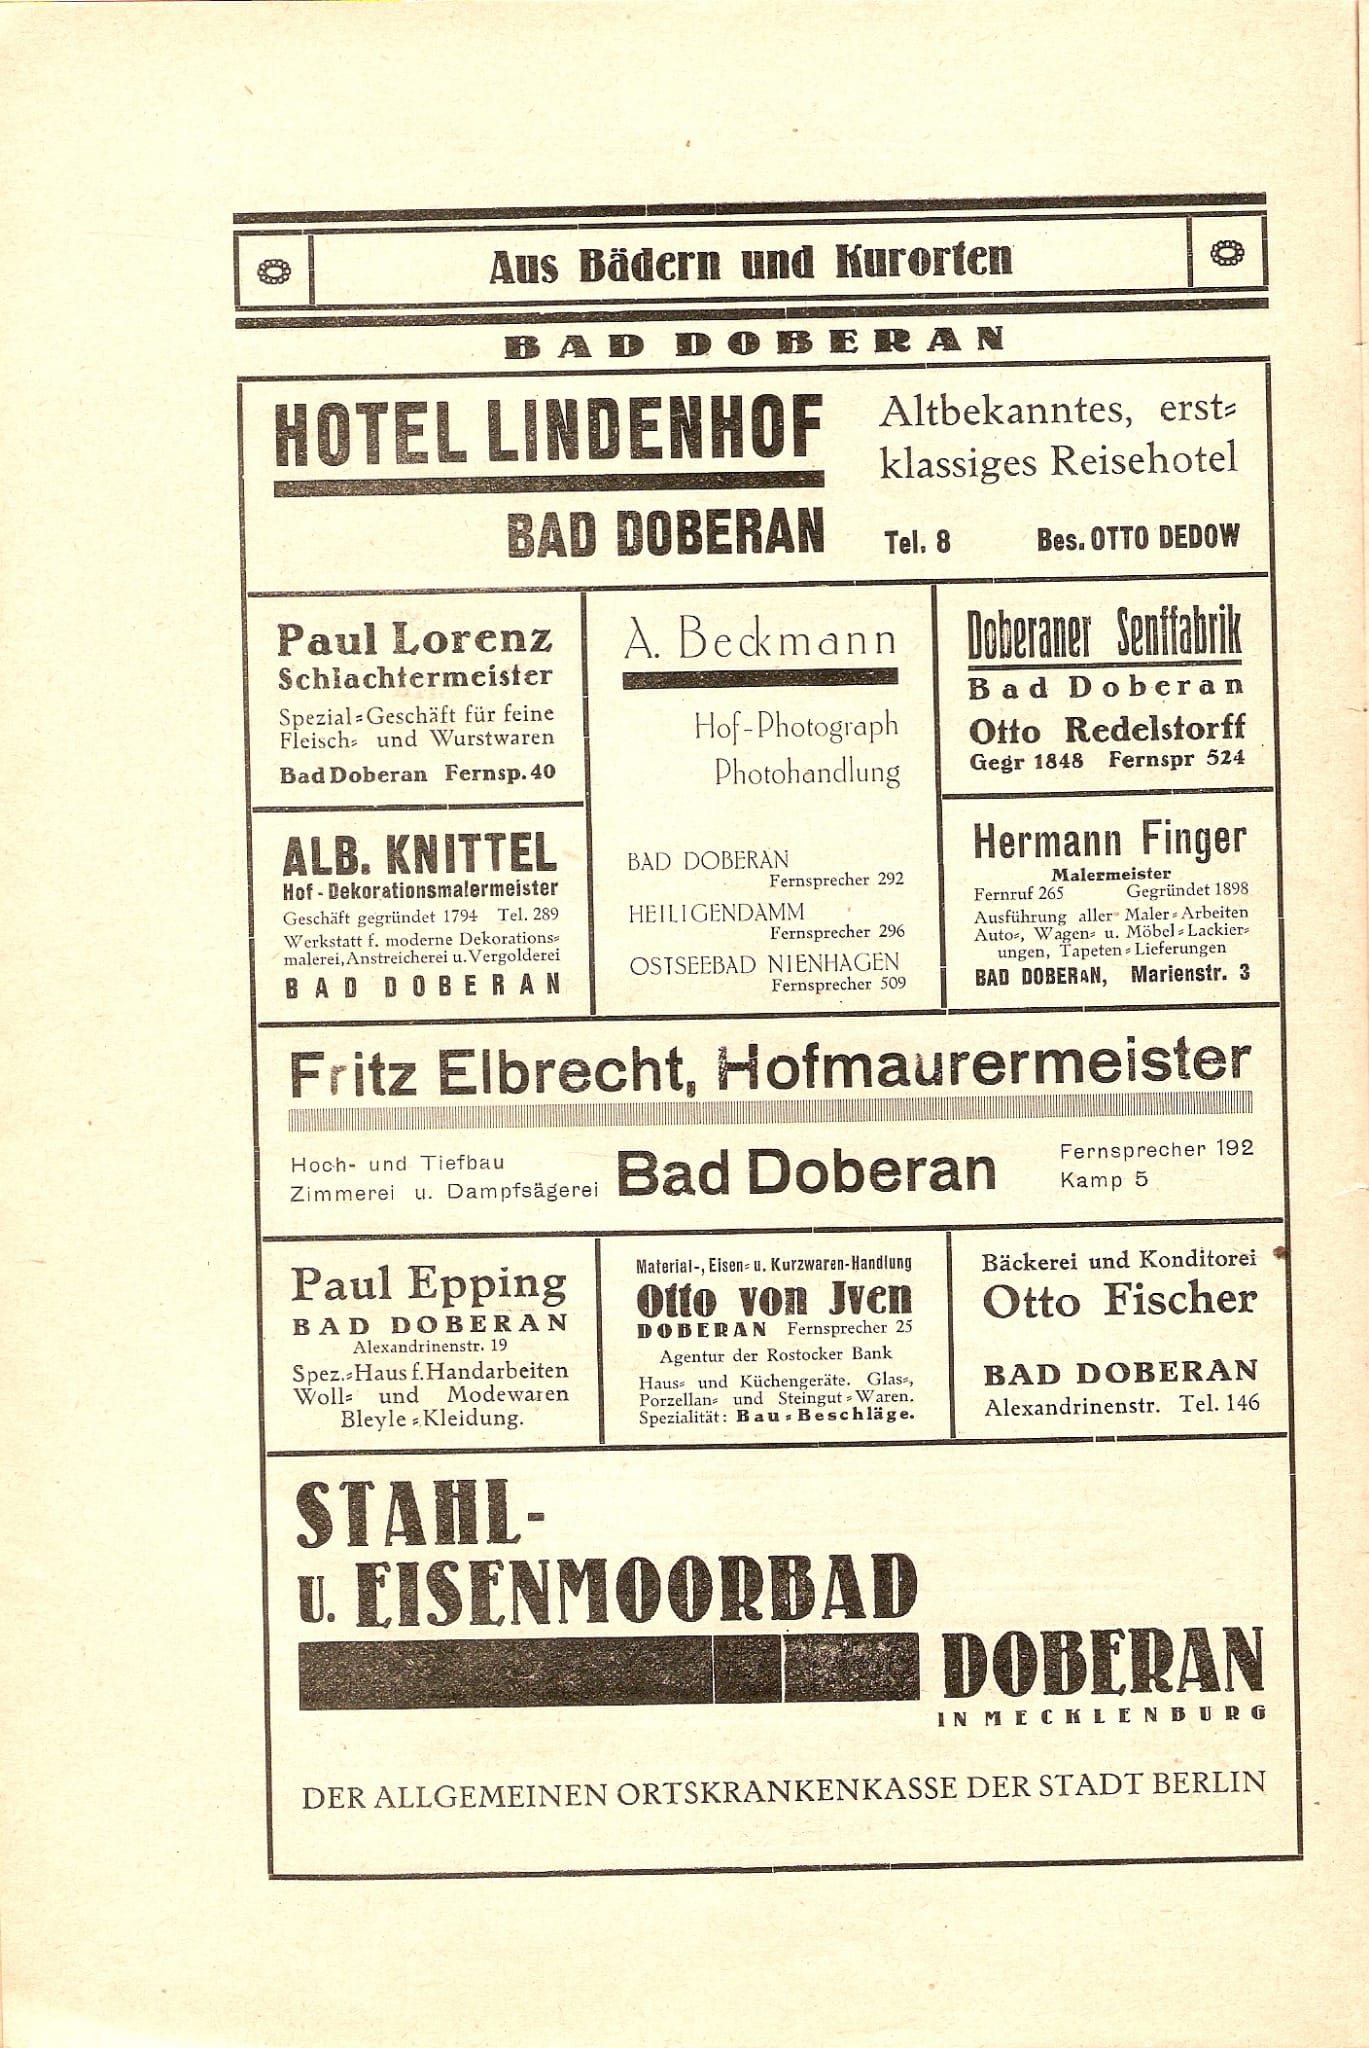 Aus Bädern und Kurorten
BAD DOBERAN
HOTEL LINDENHOF
BAD DOBERAN
Altbekanntes, erst-
klassiges Reisehotel
Tel. 8 Bes. OTTO DEDOW
Paul Lorenz
Schlachtermeister
Spezial-Geschäft für feine
Fleisch- und Wurstwaren
Bad Doberan Fernsp. 40
ALB. KNITTEL
Hof-Dekorationsmalermeister
Geschäft gegründet 1794 Tel. 289
Werkstatt f. moderne Dekorations-
malerei, Anstreicherei u. Vergolderei
BAD DOBERAN
A. Beckmann
Hof-Photograph
Photohandlung
BAD DOBERAN
Fernsprecher 292
HEILIGENDAMM
Fernsprecher 296
OSTSEEBAD NIENHAGEN
Fernsprecher 509
Doberaner Senffabrik
Bad Doberan
Otto Redelstorff
Gegr 1848 Fernspr 524
Hermann Finger
Malermeister
Fernruf 265 Gegründet 1898
Ausführung aller Maler-Arbeiten
Auto-, Wagen- u. Möbel-Lackier-
ungen, Tapeten-Lieferungen
BAD DOBERAN, Marienstr. 3
Fritz Elbrecht, Hofmaurermeister
Hoch- und Tiefbau
Zimmerei u. Dampfsägerei
Bad Doberan
Fernsprecher 192
Kamp 5
Paul Epping
BAD DOBERAN
Alexandrinenstr. 19
Spez.-Haus f. Handarbeiten
Woll- und Modewaren
Bleyle-Kleidung.
Material-, Eisen- u. Kurzwaren-Handlung
Otto von Jven
DOBERAN Fernsprecher 25
Agentur der Rostocker Bank
Haus- und Küchengeräte. Glas-,
Porzellan- und Steingut-Waren.
Spezialität: Bau-Beschläge.
Bäckerei und Konditorei
Otto Fischer
BAD DOBERAN
Alexandrinenstr. Tel. 146
STAHL-
U. EISENMOORBAD
DOBERAN
IN MECKLENBURG
DER ALLGEMEINEN ORTSKRANKENKASSE DER STADT BERLIN